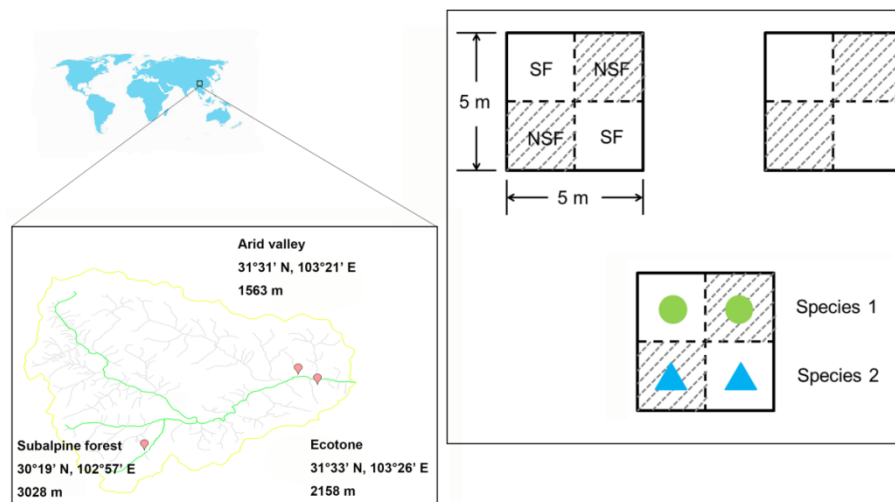 SF NSF
5 m
NSF SF
5 m
Species 1
Species 2
Arid valley
31°31' N, 103°21' E
1563 m
Subalpine forest
30°19' N, 102°57' E
3028 m
Ecotone
31°33' N, 103°26' E
2158 m